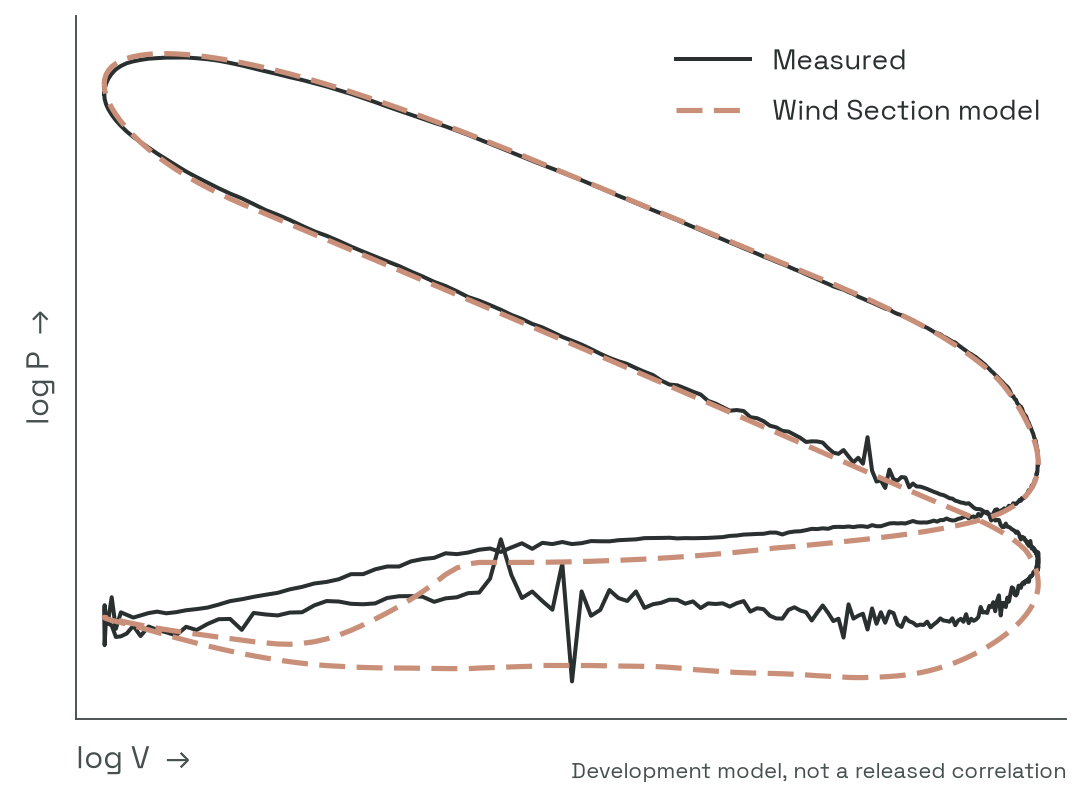 Measured
Wind Section model
log P →
log V →
Development model, not a released correlation